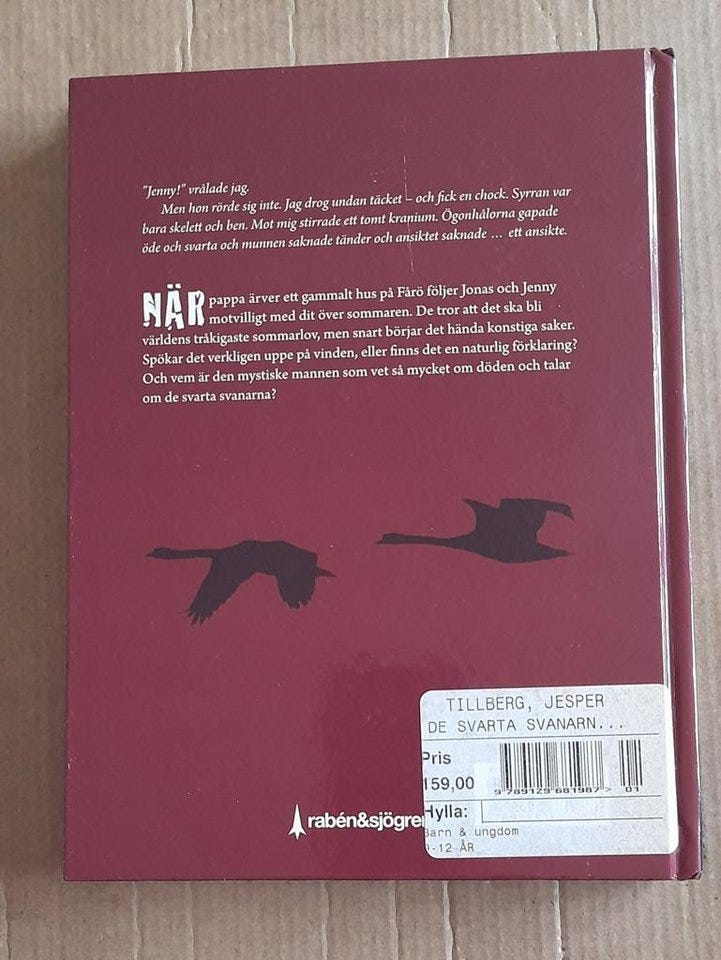 "Jenny!" vrålade jag.
Men hon rörde sig inte. Jag drog undan täcket – och fick en chock. Syrran var
bara skelett och ben. Mot mig stirrade ett tomt kranium. Ögonhålorna gapade
öde och svarta och munnen saknade tänder och ansiktet saknade … ett ansikte.
NÄR pappa ärver ett gammalt hus på Fårö följer Jonas och Jenny
motvilligt med dit över sommaren. De tror att det ska bli
världens tråkigaste sommarlov, men snart börjar det hända konstiga saker.
Spökar det verkligen uppe på vinden, eller finns det en naturlig förklaring?
Och vem är den mystiske mannen som vet så mycket om döden och talar
om de svarta svanarna?
TILLBERG, JESPER
DE SVARTA SVANARN...
Pris
159,00
9 789129 681987 > 01
Hylla:
Barn & ungdom
-12 ÅR
rabén&sjögre